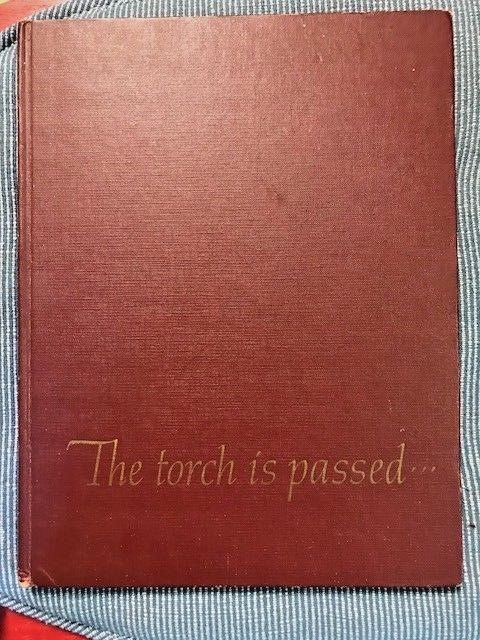 The torch is passed...